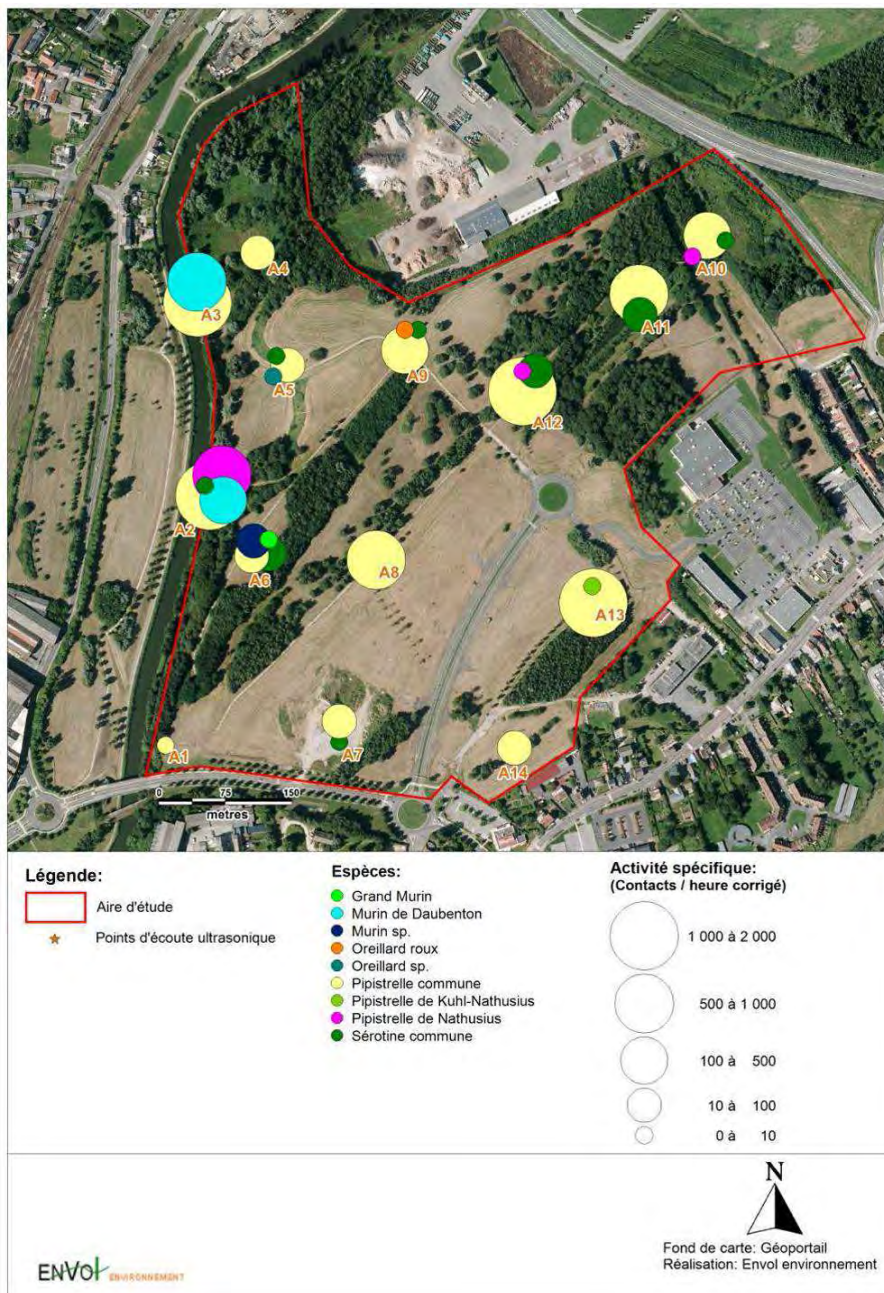 A4
A3
A10
A11
A5
A9
A12
A2
A6
A8
A13
A1
A7
A14
0 75 150
mètres
Légende:
Aire d'étude
Points d'écoute ultrasonique
Espèces:
Grand Murin
Murin de Daubenton
Murin sp.
Oreillard roux
Oreillard sp.
Pipistrelle commune
Pipistrelle de Kuhl-Nathusius
Pipistrelle de Nathusius
Sérotine commune
Activité spécifique:
(Contacts / heure corrigé)
1 000 à 2 000
500 à 1 000
100 à 500
10 à 100
0 à 10
N
Fond de carte: Géoportail
Réalisation: Envol environnement
ENVOL ENVIRONNEMENT